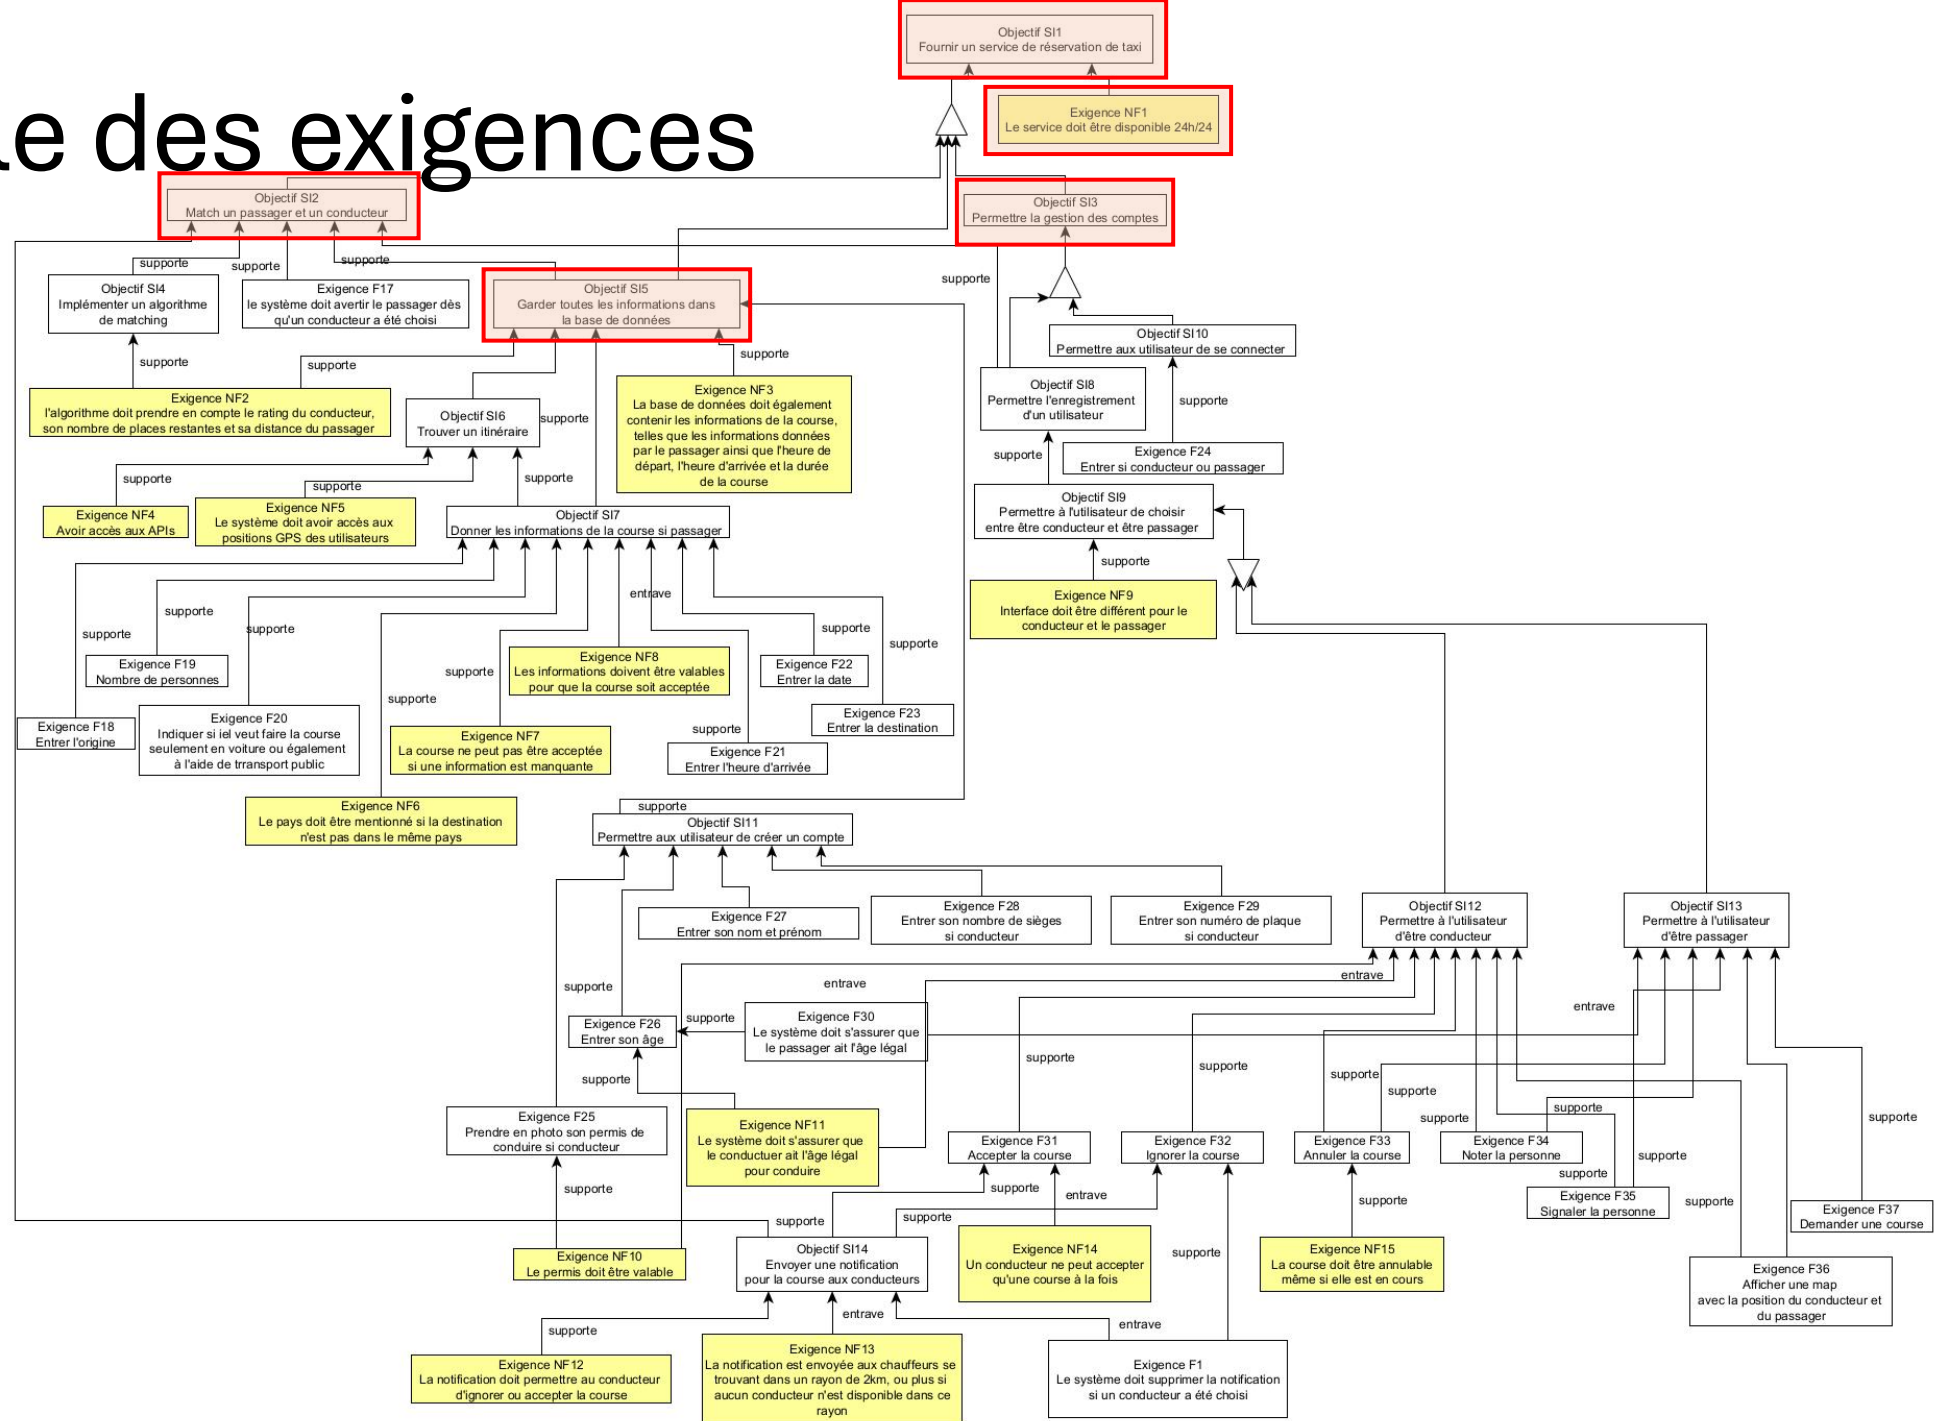 Objectif SI1
Fournir un service de réservation de taxi
Exigence NF1
Le service doit être disponible 24h/24
le des exigences
Objectif SI2
Match un passager et un conducteur
Objectif SI3
Permettre la gestion des comptes
supporte
supporte
supporte
supporte
Objectif SI4
Implémenter un algorithme
de matching
Exigence F17
le système doit avertir le passager dès
qu'un conducteur a été choisi
Objectif SI5
Garder toutes les informations dans
la base de données
Objectif SI10
Permettre aux utilisateur de se connecter
supporte
supporte
supporte
Exigence NF2
l'algorithme doit prendre en compte le rating du conducteur,
son nombre de places restantes et sa distance du passager
Objectif SI6
Trouver un itinéraire
supporte
Exigence NF3
La base de données doit également
contenir les informations de la course,
telles que les informations données
par le passager ainsi que l'heure de
départ, l'heure d'arrivée et la durée
de la course
Objectif SI8
Permettre l'enregistrement
d'un utilisateur
supporte
supporte
Exigence F24
Entrer si conducteur ou passager
supporte
supporte
supporte
Exigence NF4
Avoir accès aux APIs
Exigence NF5
Le système doit avoir accès aux
positions GPS des utilisateurs
Objectif SI7
Donner les informations de la course si passager
Objectif SI9
Permettre à l'utilisateur de choisir
entre être conducteur et être passager
supporte
Exigence NF9
Interface doit être différent pour le
conducteur et le passager
entrave
supporte
supporte
supporte
supporte
supporte
supporte
supporte
Exigence F19
Nombre de personnes
Exigence NF8
Les informations doivent être valables
pour que la course soit acceptée
Exigence F22
Entrer la date
Exigence F18
Entrer l'origine
Exigence F20
Indiquer si iel veut faire la course
seulement en voiture ou également
à l'aide de trransport public
Exigence NF7
La course ne peut pas être acceptée
si une information est manquante
supporte
Exigence F21
Entrer l'heure d'arrivée
Exigence F23
Entrer la destination
Exigence NF6
Le pays doit être mentionné si la destination
n'est pas dans le même pays
supporte
Objectif SI11
Permettre aux utilisateur de créer un compte
Exigence F27
Entrer son nom et prénom
Exigence F28
Entrer son nombre de sièges
si conducteur
Exigence F29
Entrer son numéro de plaque
si conducteur
Objectif SI12
Permettre à l'utilisateur
d'être conducteur
Objectif SI13
Permettre à l'utilisateur
d'être passager
supporte
entrave
entrave
entrave
Exigence F26
Entrer son âge
supporte
Exigence F30
Le système doit s'assurer que
le passager ait l'âge légal
supporte
supporte
supporte
supporte
supporte
supporte
supporte
supporte
Exigence F25
Prendre en photo son permis de
conduire si conducteur
Exigence NF11
Le système doit s'assurer que
le conductuer ait l'âge légal
pour conduire
Exigence F31
Accepter la course
Exigence F32
Ignorer la course
Exigence F33
Annuler la course
Exigence F34
Noter la personne
supporte
supporte
Exigence F35
Signaler la personne
supporte
Exigence F37
Demander une course
supporte
supporte
entrave
supporte
supporte
supporte
supporte
Exigence NF10
Le permis doit être valable
Objectif SI14
Envoyer une notification
pour la course aux conducteurs
Exigence NF14
Un conducteur ne peut accepter
qu'une course à la fois
Exigence NF15
La course doit être annulable
même si elle est en cours
Exigence F36
Afficher une map
avec la position du conducteur et
du passager
supporte
entrave
entrave
Exigence NF12
La notification doit permettre au conducteur
d'ignorer ou accepter la course
Exigence NF13
La notification est envoyée aux chauffeurs se
trouvant dans un rayon de 2km, ou plus si
aucun conducteur n'est disponible dans ce
rayon
Exigence F1
Le système doit supprimer la notification
si un conducteur a été choisi